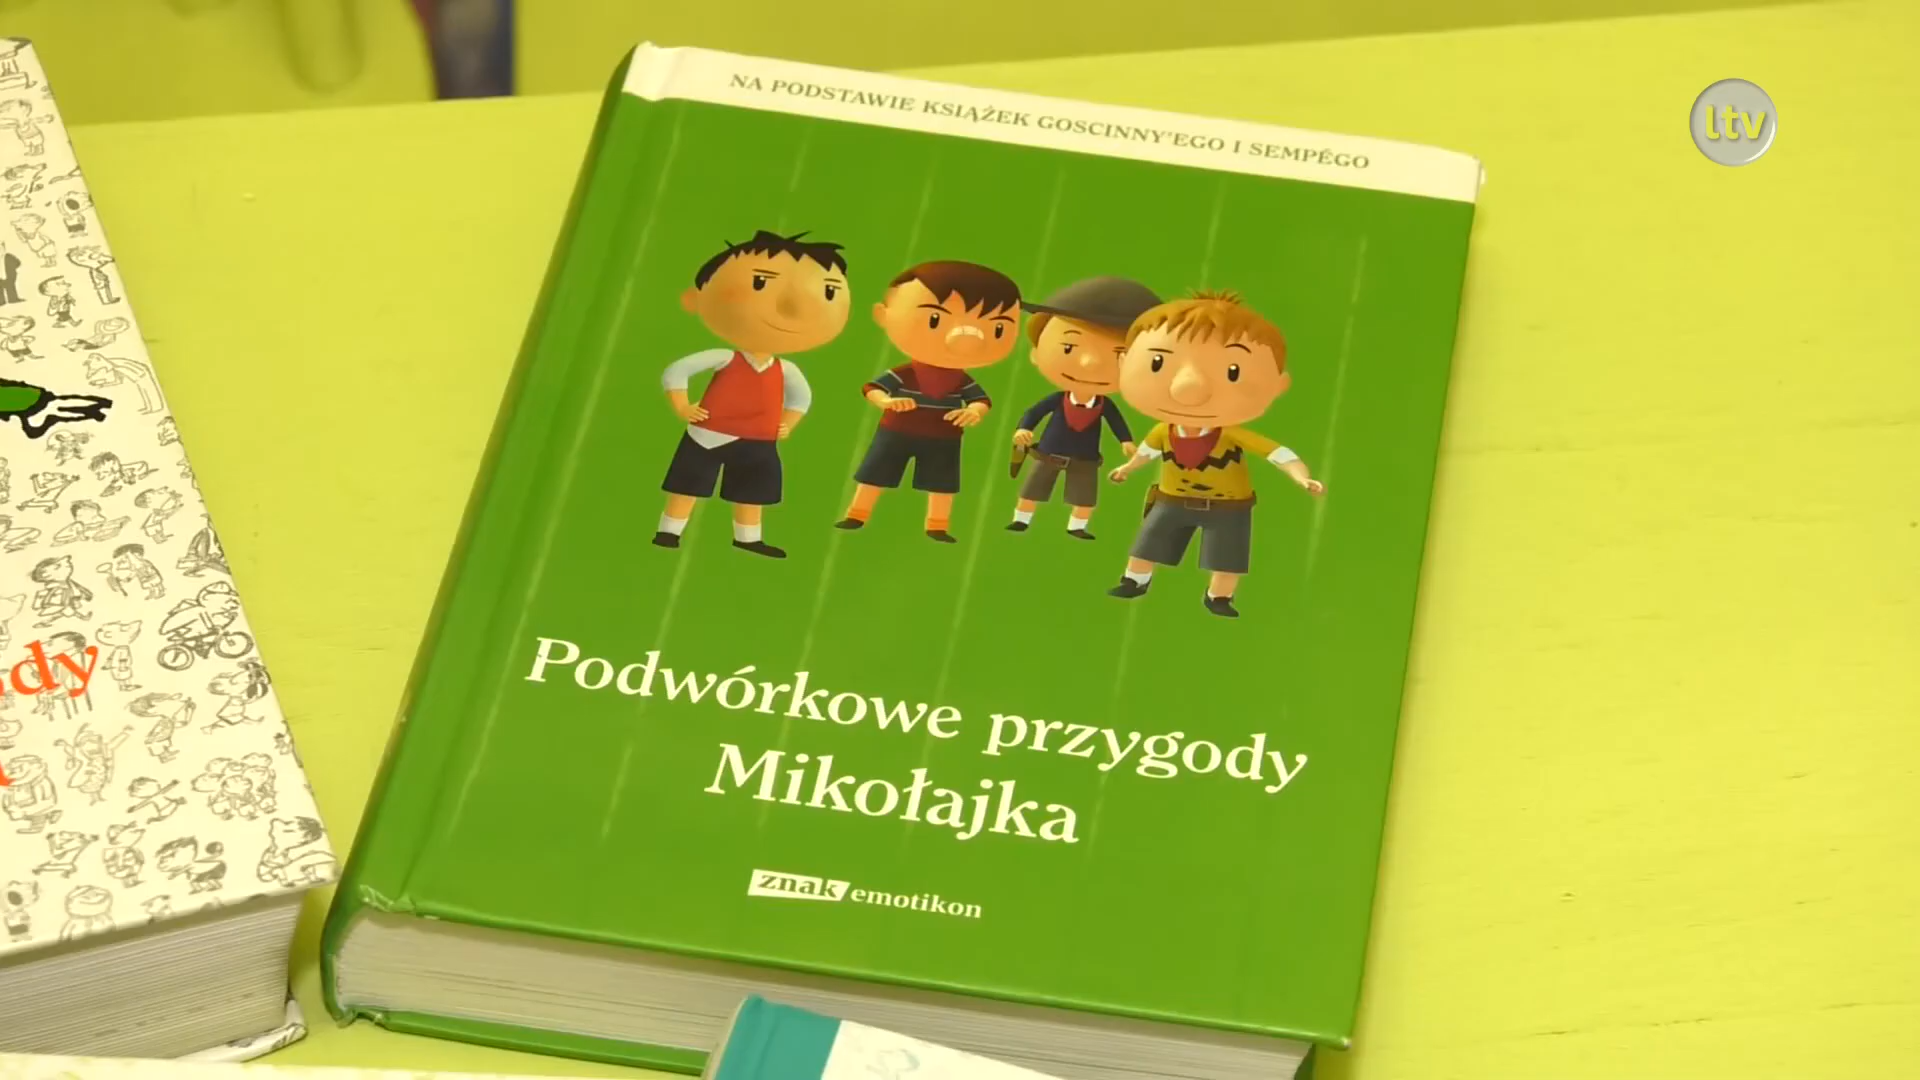 ltv
NA PODSTAWIE KSIĄŻEK GOSCINNY'EGO I SEMPÉGO
Podwórkowe przygody
Mikołajka
znak emotikon